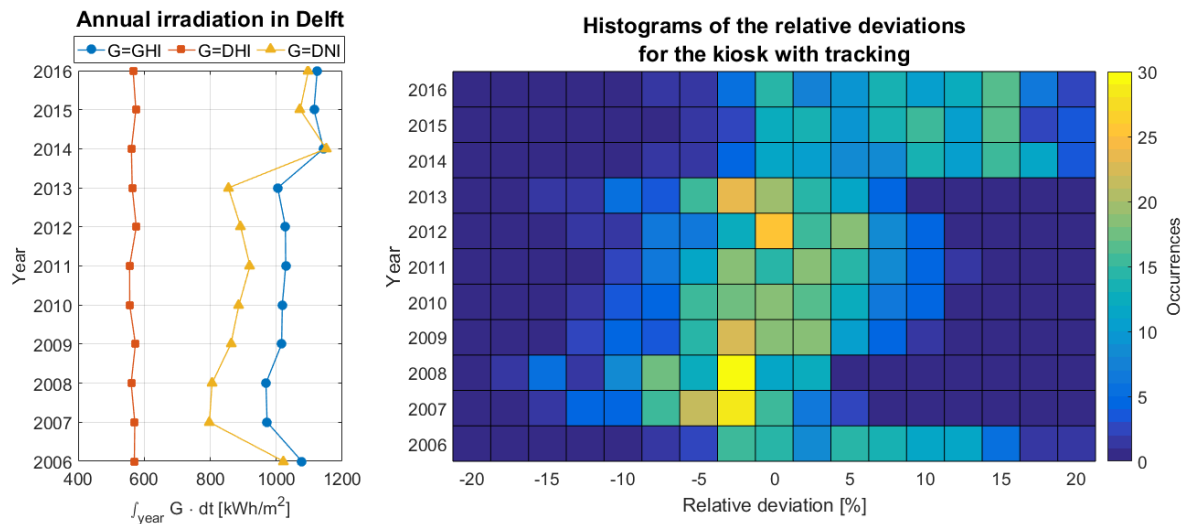 Annual irradiation in Delft
G=GHI G=DHI G=DNI
2016
2015
2014
2013
2012
2011
2010
2009
2008
2007
2006
Year
400 600 800 1000 1200
∫year G · dt [kWh/m²]
Histograms of the relative deviations
for the kiosk with tracking
2016
2015
2014
2013
2012
2011
2010
2009
2008
2007
2006
Year
-20 -15 -10 -5 0 5 10 15 20
Relative deviation [%]
30
25
20
15
10
5
0
Occurrences